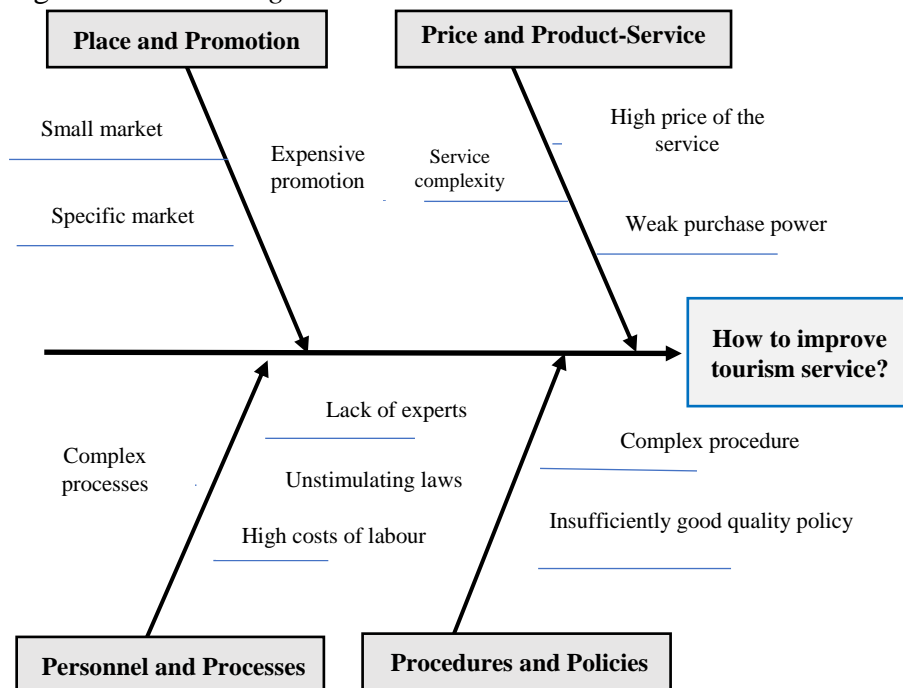 Place and Promotion
Price and Product-Service
Small market
Expensive
promotion
Specific market
Service
complexity
High price of the
service
Weak purchase power
How to improve
tourism service?
Complex
processes
Lack of experts
Unstimulating laws
High costs of labour
Complex procedure
Insufficiently good quality policy
Personnel and Processes
Procedures and Policies